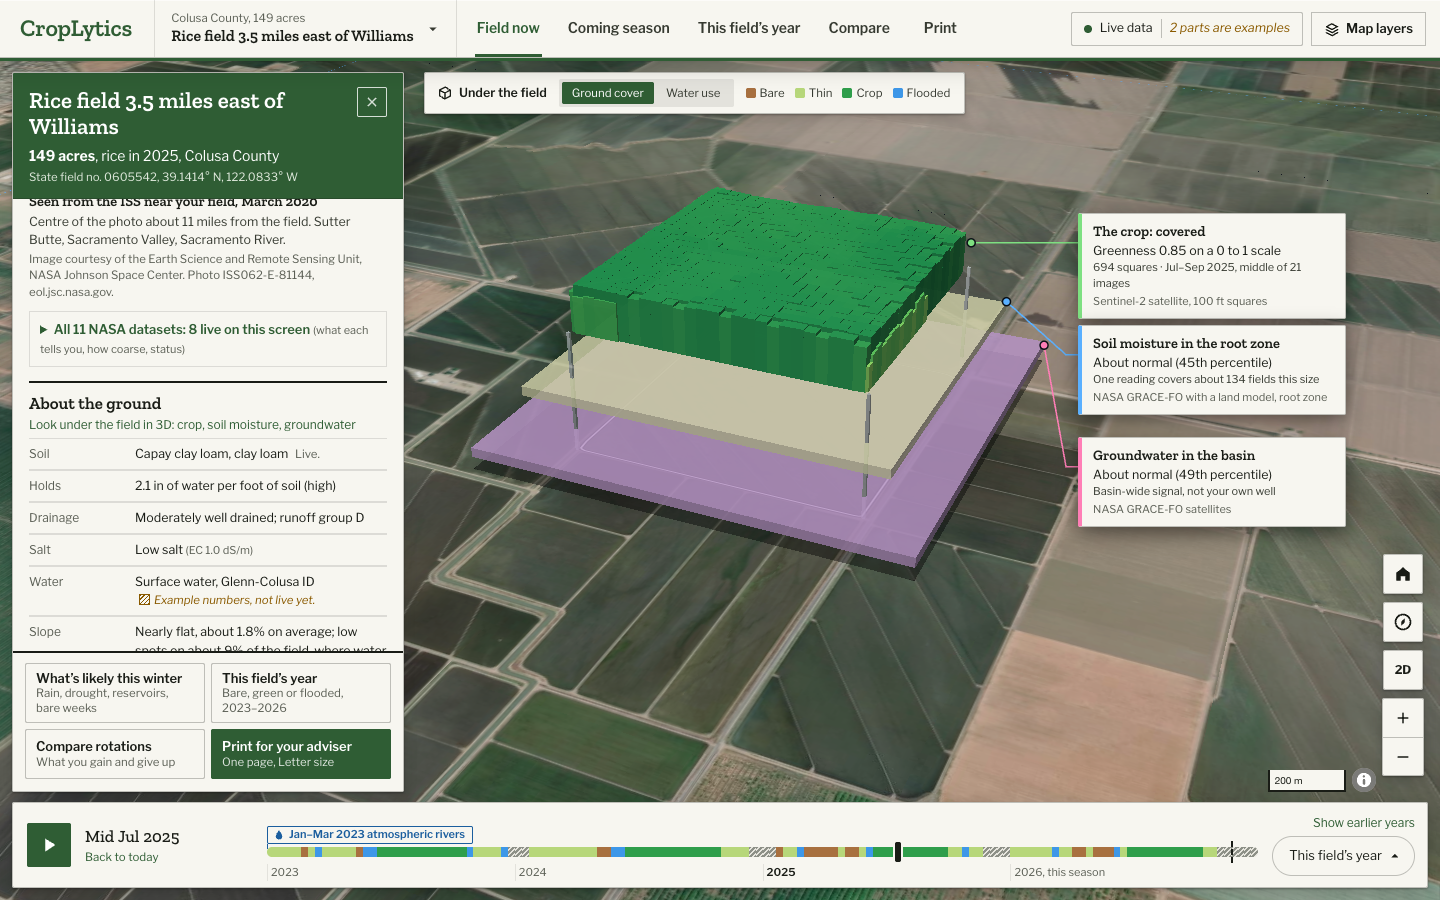 CropLytics
Colusa County, 149 acres
Rice field 3.5 miles east of Williams
Field now
Coming season
This field's year
Compare
Print
Live data
2 parts are examples
Map layers
Rice field 3.5 miles east of
Williams
149 acres, rice in 2025, Colusa County
State field no. 0605542, 39.1414° N, 122.0833° W
Seen from the ISS near your field, March 2020
Centre of the photo about 11 miles from the field. Sutter
Butte, Sacramento Valley, Sacramento River.
Image courtesy of the Earth Science and Remote Sensing Unit,
NASA Johnson Space Center. Photo ISS062-E-81144,
eol.jsc.nasa.gov.
All 11 NASA datasets: 8 live on this screen (what each
tells you, how coarse, status)
About the ground
Look under the field in 3D: crop, soil moisture, groundwater
Soil
Capay clay loam, clay loam Live.
Holds
2.1 in of water per foot of soil (high)
Drainage
Moderately well drained; runoff group D
Salt
Low salt (EC 1.0 dS/m)
Water
Surface water, Glenn-Colusa ID
Example numbers, not live yet.
Slope
Nearly flat, about 1.8% on average; low
spots on about 9% of the field, where water
What's likely this winter
Rain, drought, reservoirs,
bare weeks
This field's year
Bare, green or flooded,
2023–2026
Compare rotations
What you gain and give up
Print for your adviser
One page, Letter size
Under the field
Ground cover
Water use
Bare
Thin
Crop
Flooded
The crop: covered
Greenness 0.85 on a 0 to 1 scale
694 squares · Jul–Sep 2025, middle of 21
images
Sentinel-2 satellite, 100 ft squares
Soil moisture in the root zone
About normal (45th percentile)
One reading covers about 134 fields this size
NASA GRACE-FO with a land model, root zone
Groundwater in the basin
About normal (49th percentile)
Basin-wide signal, not your own well
NASA GRACE-FO satellites
2D
200 m
Mid Jul 2025
Back to today
Jan–Mar 2023 atmospheric rivers
2023
2024
2025
2026, this season
Show earlier years
This field's year